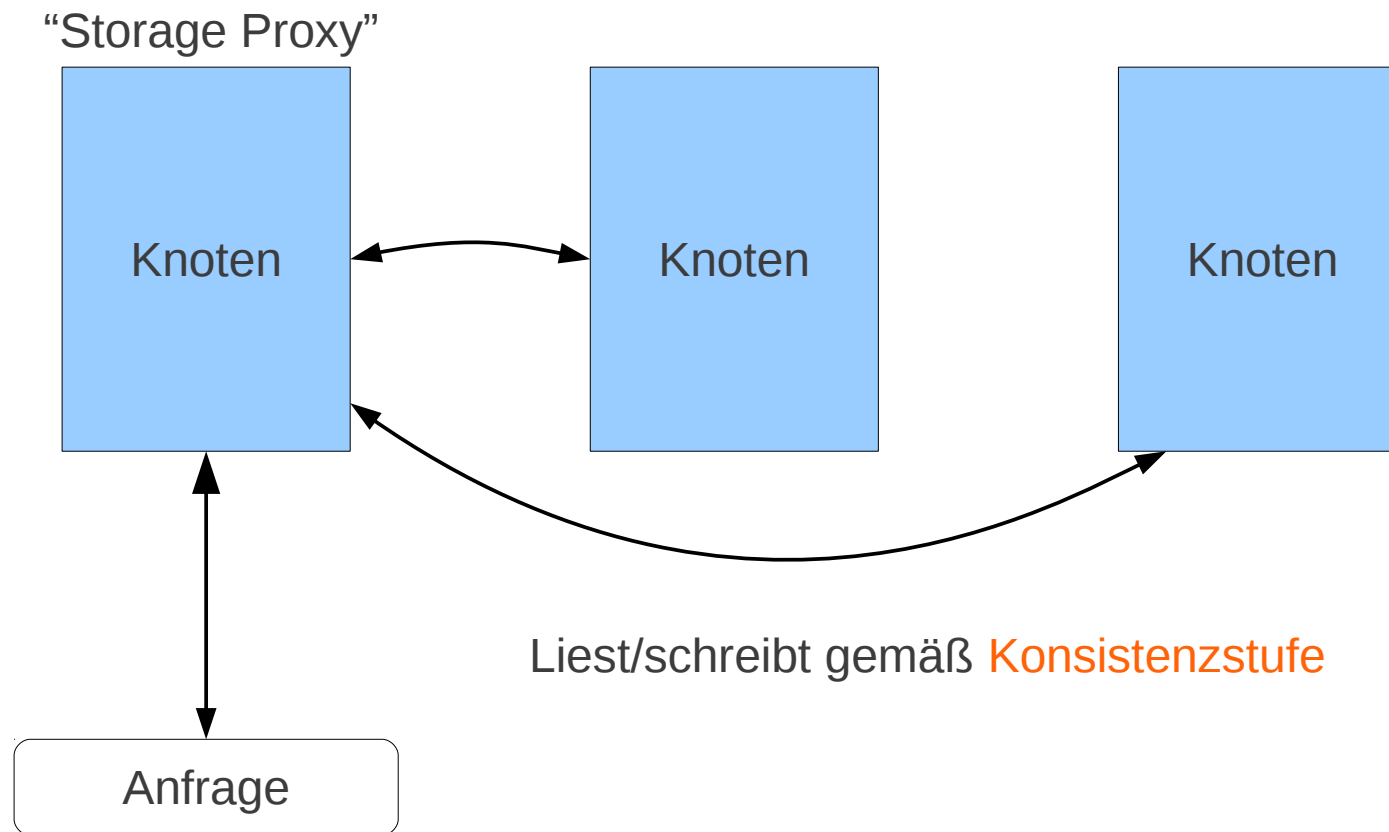 “Storage Proxy”
Knoten
Knoten
Knoten
Liest/schreibt gemäß Konsistenzstufe
Anfrage